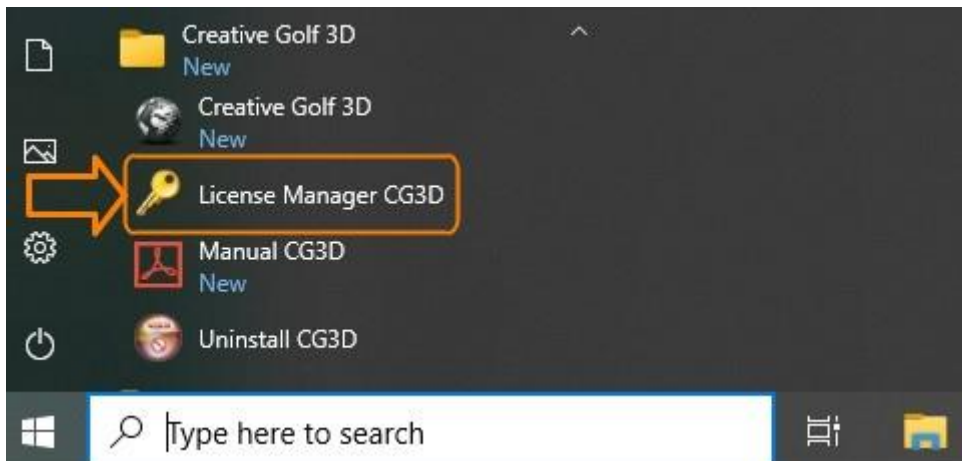 Creative Golf 3D
New
Creative Golf 3D
New
License Manager CG3D
Manual CG3D
New
Uninstall CG3D
Type here to search